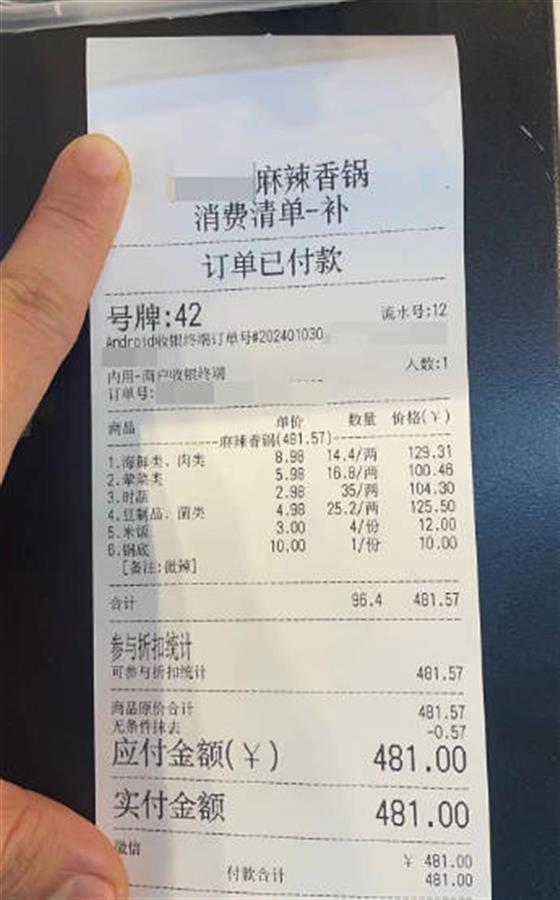 麻辣香锅
消费清单-补
订单已付款
号牌:42 流水号:12
Android收银终端订单号#202401030
内用-商户收银终端 人数:1
订单号:
商品 单价 数量 价格(¥)
麻辣香锅(481.57)
1.海鲜类、肉类 8.98 14.4/两 129.31
2.荤菜类 5.98 16.8/两 100.46
3.时蔬 2.98 35/两 104.30
4.豆制品、菌类 4.98 25.2/两 125.50
5.米饭 3.00 4/份 12.00
6.锅底 10.00 1/份 10.00
[备注:微辣]
合计 96.4 481.57
参与折扣统计
可参与折扣统计 481.57
商品原价合计 481.57
无条件抹去 -0.57
应付金额(¥) 481.00
实付金额 481.00
微信 ¥ 481.00
付款合计 481.00